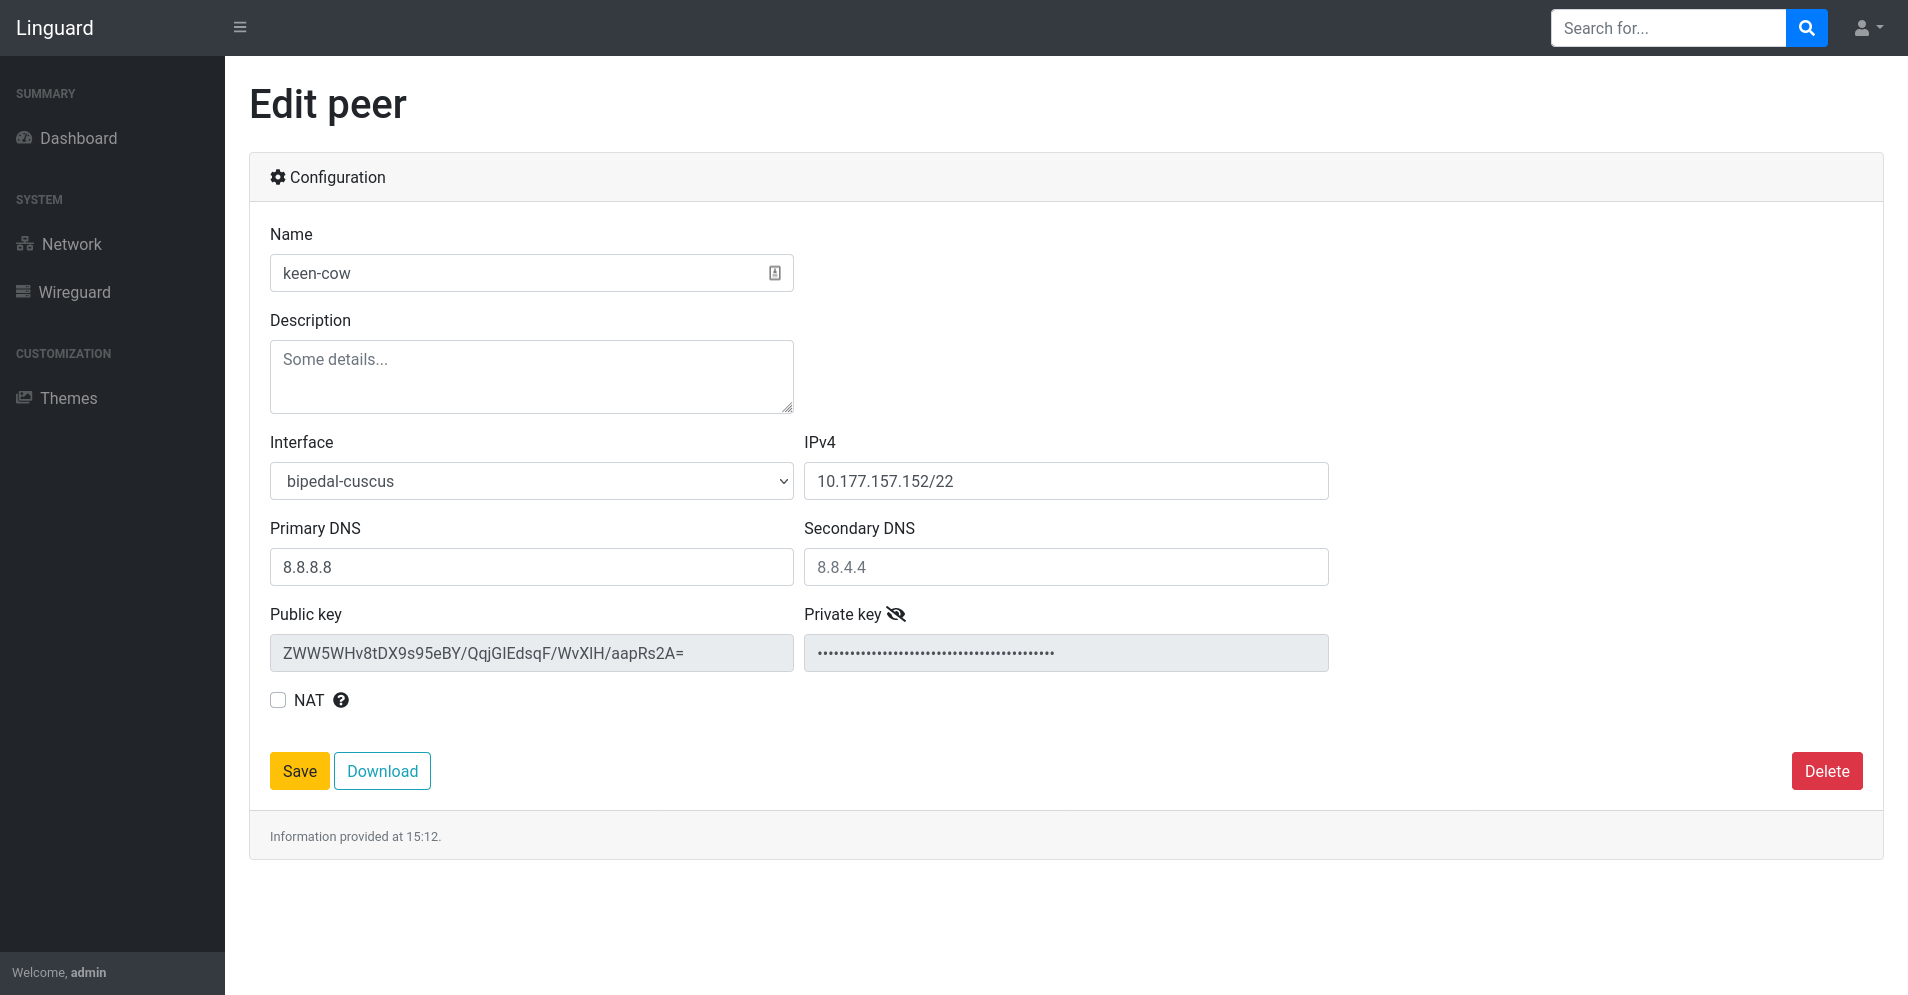 Linguard
Search for...
SUMMARY
Dashboard
SYSTEM
Network
Wireguard
CUSTOMIZATION
Themes
Welcome, admin
Edit peer
Configuration
Name
keen-cow
Description
Some details...
Interface
IPv4
bipedal-cuscus
10.177.157.152/22
Primary DNS
Secondary DNS
8.8.8.8
8.8.4.4
Public key
Private key
ZWW5WHv8tDX9s95eBY/QqjGIEdsqF/WvXIH/aapRs2A=
NAT
Save
Download
Delete
Information provided at 15:12.